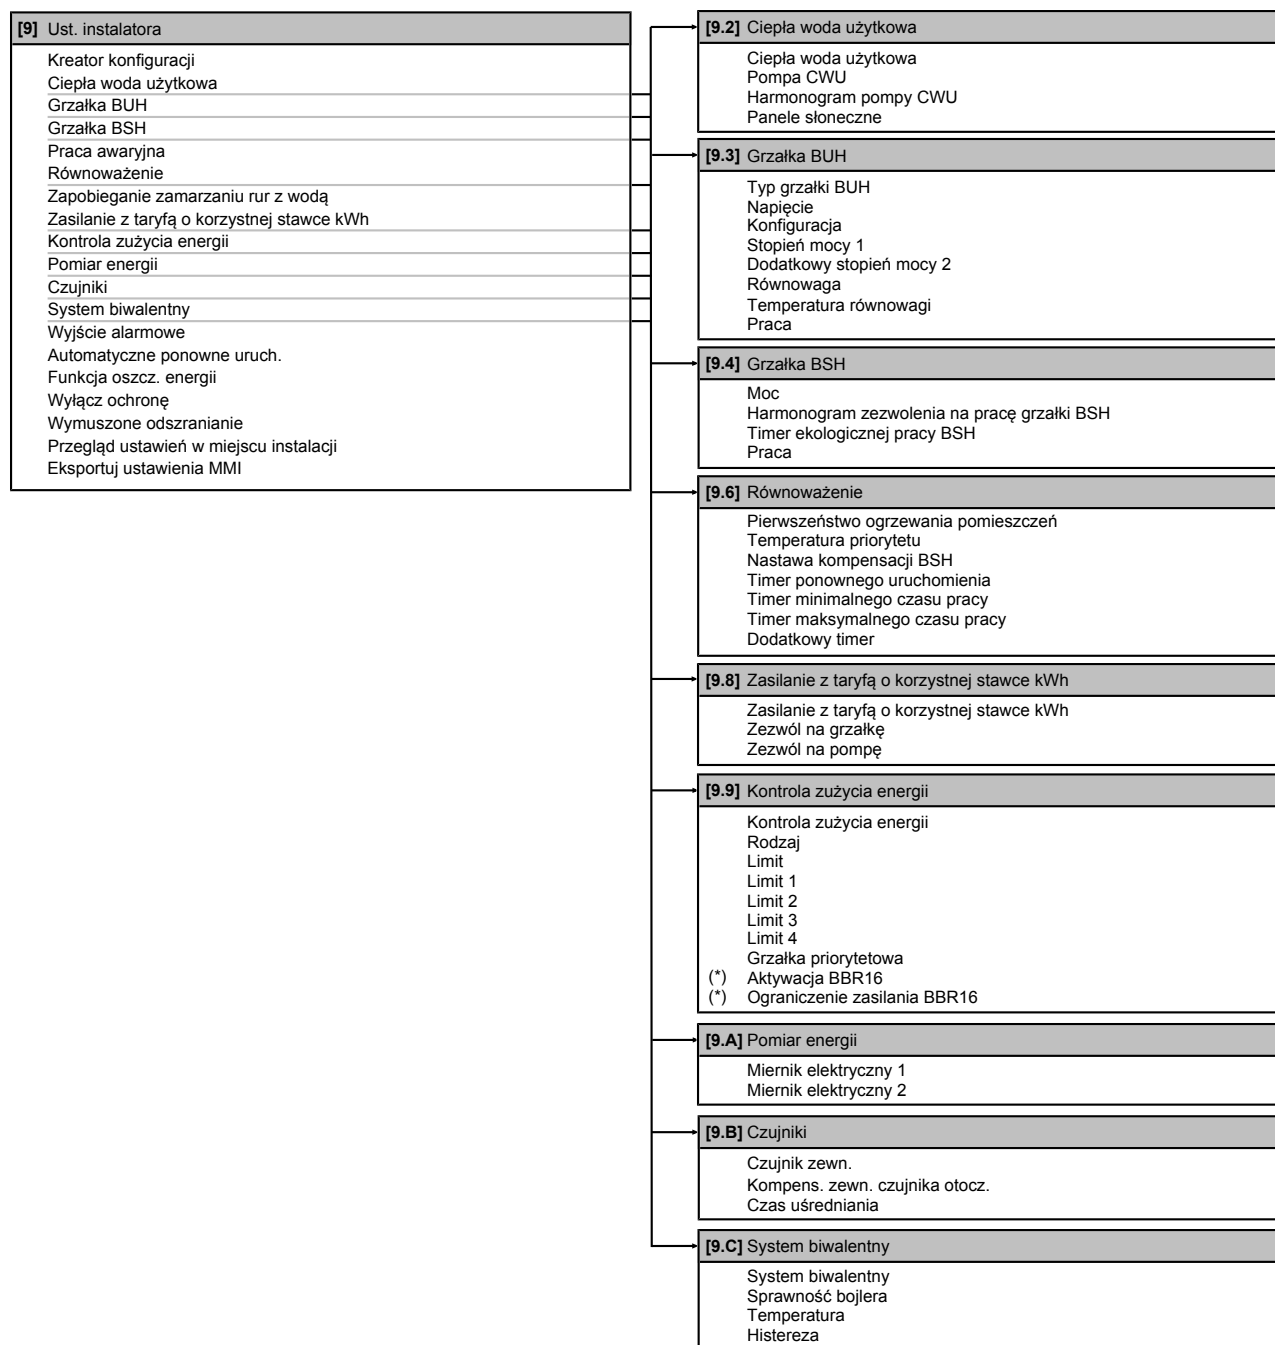 [9] Ust. instalatora
Kreator konfiguracji
Ciepła woda użytkowa
Grzałka BUH
Grzałka BSH
Praca awaryjna
Równoważenie
Zapobieganie zamarzaniu rur z wodą
Zasilanie z taryfą o korzystnej stawce kWh
Kontrola zużycia energii
Pomiar energii
Czujniki
System biwalentny
Wyjście alarmowe
Automatyczne ponowne uruch.
Funkcja oszcz. energii
Wyłącz ochronę
Wymuszone odszranianie
Przegląd ustawień w miejscu instalacji
Eksportuj ustawienia MMI
[9.2] Ciepła woda użytkowa
Ciepła woda użytkowa
Pompa CWU
Harmonogram pompy CWU
Panele słoneczne
[9.3] Grzałka BUH
Typ grzałki BUH
Napięcie
Konfiguracja
Stopień mocy 1
Dodatkowy stopień mocy 2
Równowaga
Temperatura równowagi
Praca
[9.4] Grzałka BSH
Moc
Harmonogram zezwolenia na pracę grzałki BSH
Timer ekologicznej pracy BSH
Praca
[9.6] Równoważenie
Pierwszeństwo ogrzewania pomieszczeń
Temperatura priorytetu
Nastawa kompensacji BSH
Timer ponownego uruchomienia
Timer minimalnego czasu pracy
Timer maksymalnego czasu pracy
Dodatkowy timer
[9.8] Zasilanie z taryfą o korzystnej stawce kWh
Zasilanie z taryfą o korzystnej stawce kWh
Zezwól na grzałkę
Zezwól na pompę
[9.9] Kontrola zużycia energii
Kontrola zużycia energii
Rodzaj
Limit
Limit 1
Limit 2
Limit 3
Limit 4
Grzałka priorytetowa
(*) Aktywacja BBR16
(*) Ograniczenie zasilania BBR16
[9.A] Pomiar energii
Miernik elektryczny 1
Miernik elektryczny 2
[9.B] Czujniki
Czujnik zewn.
Kompens. zewn. czujnika otocz.
Czas uśredniania
[9.C] System biwalentny
System biwalentny
Sprawność bojlera
Temperatura
Histereza